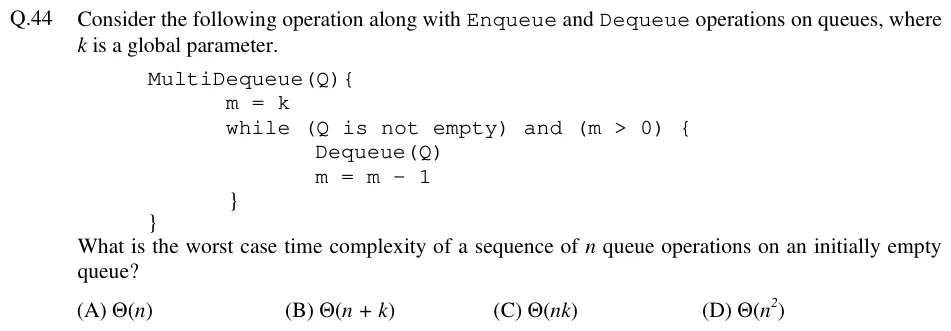 Q.44 Consider the following operation along with Enqueue and Dequeue operations on queues, where
k is a global parameter.
MultiDequeue(Q){
m = k
while (Q is not empty) and (m > 0) {
Dequeue(Q)
m = m - 1
}
}
What is the worst case time complexity of a sequence of n queue operations on an initially empty
queue?
(A) Θ(n) (B) Θ(n + k) (C) Θ(nk) (D) Θ(n²)